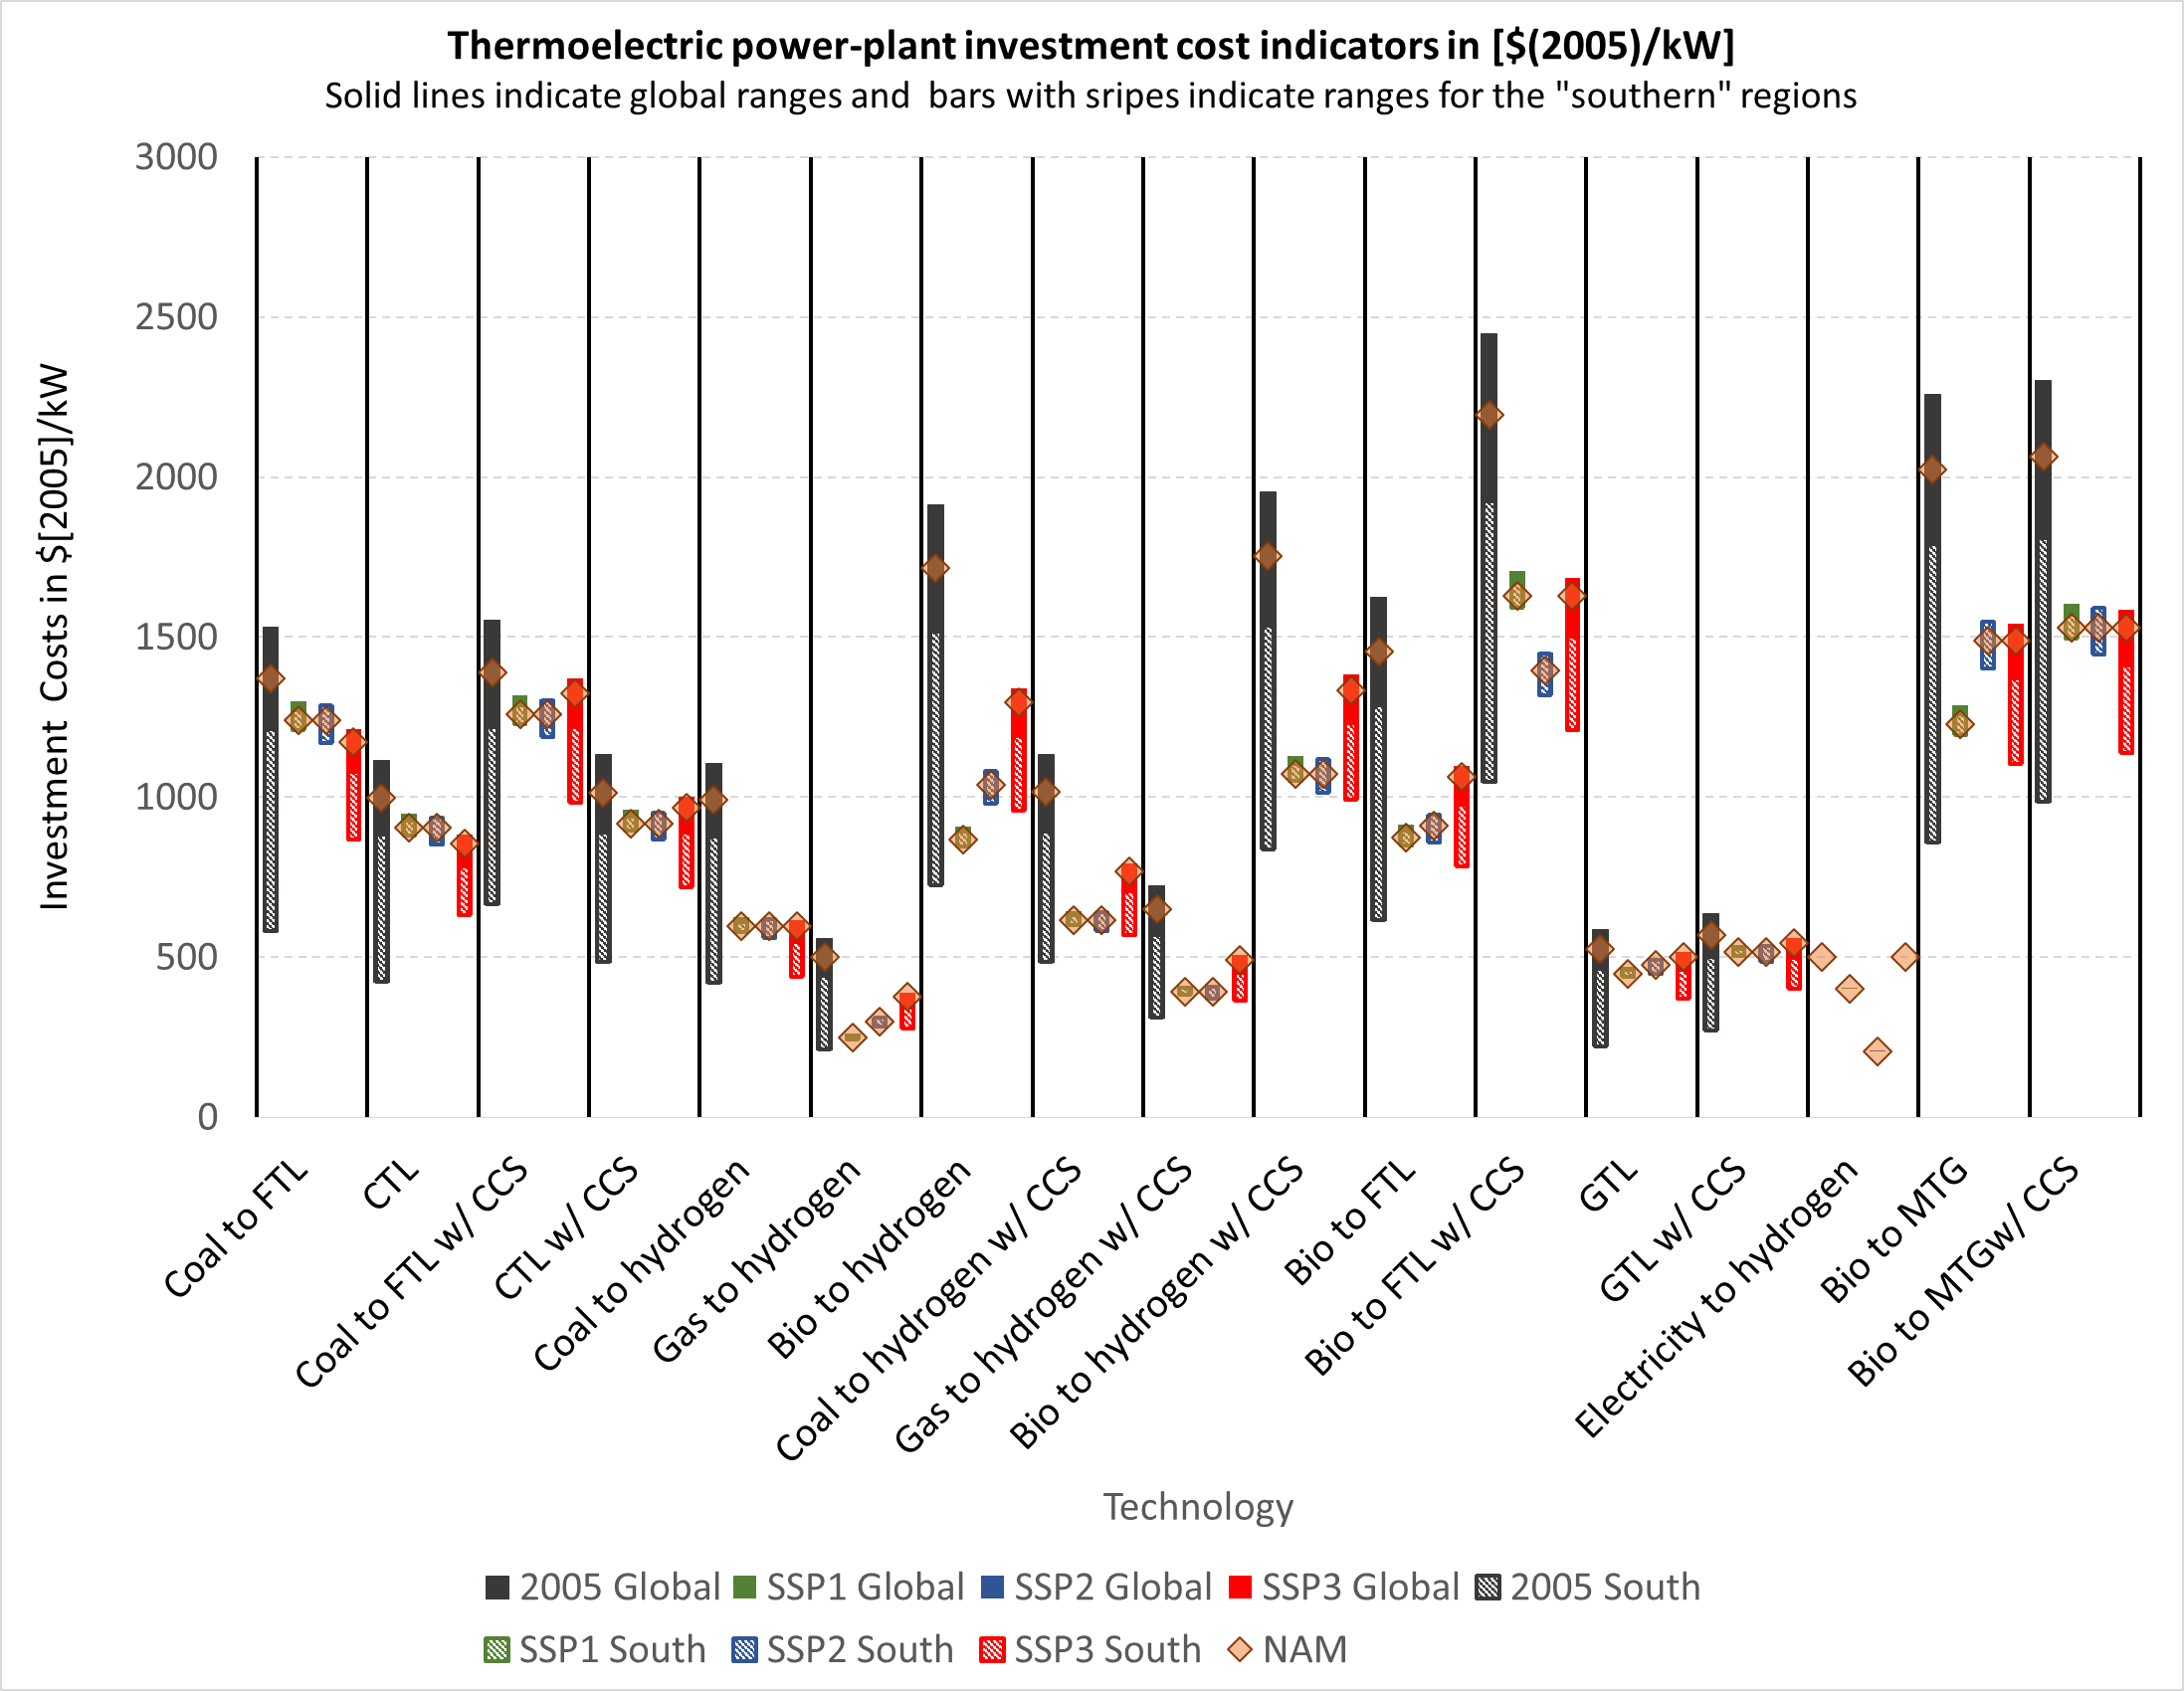 Thermoelectric power-plant investment cost indicators in [$(2005)/kW]
Solid lines indicate global ranges and  bars with sripes indicate ranges for the "southern" regions
Investment  Costs in $[2005]/kW
3000
2500
2000
1500
1000
500
0
Coal to FTL
CTL
Coal to FTL w/ CCS
CTL w/ CCS
Coal to hydrogen
Gas to hydrogen
Bio to hydrogen
Coal to hydrogen w/ CCS
Gas to hydrogen w/ CCS
Bio to hydrogen w/ CCS
Bio to FTL
Bio to FTL w/ CCS
GTL
GTL w/ CCS
Electricity to hydrogen
Bio to MTG
Bio to MTGw/ CCS
Technology
2005 Global SSP1 Global SSP2 Global SSP3 Global 2005 South
SSP1 South SSP2 South SSP3 South NAM